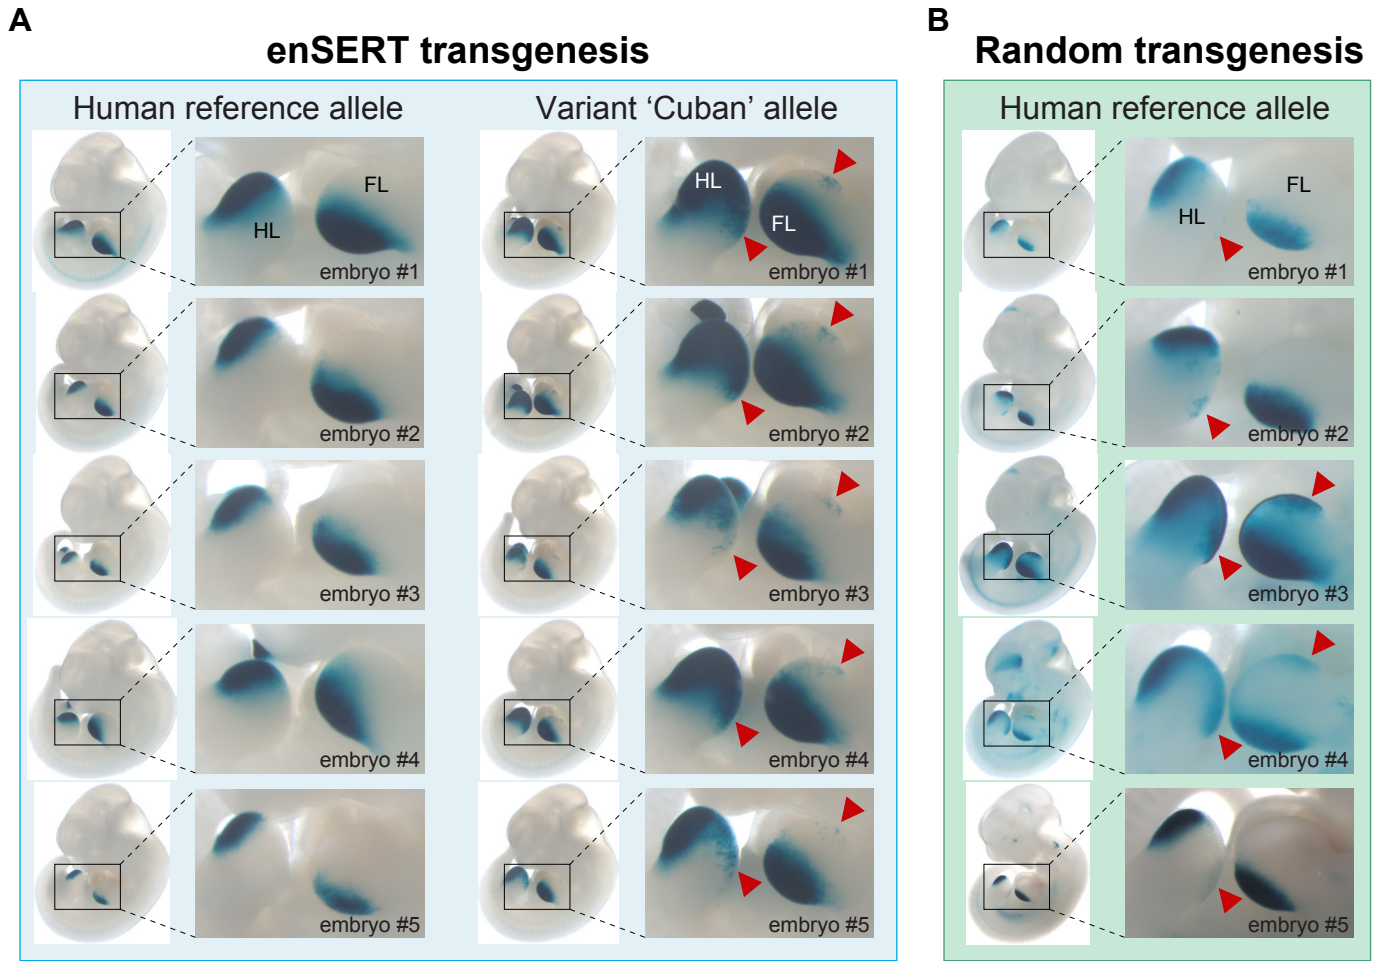 A
enSERT transgenesis
Human reference allele
Variant ‘Cuban’ allele
FL
HL
embryo #1
HL
FL
embryo #1
embryo #2
embryo #2
embryo #3
embryo #3
embryo #4
embryo #4
embryo #5
embryo #5
B
Random transgenesis
Human reference allele
FL
HL
embryo #1
embryo #2
embryo #3
embryo #4
embryo #5